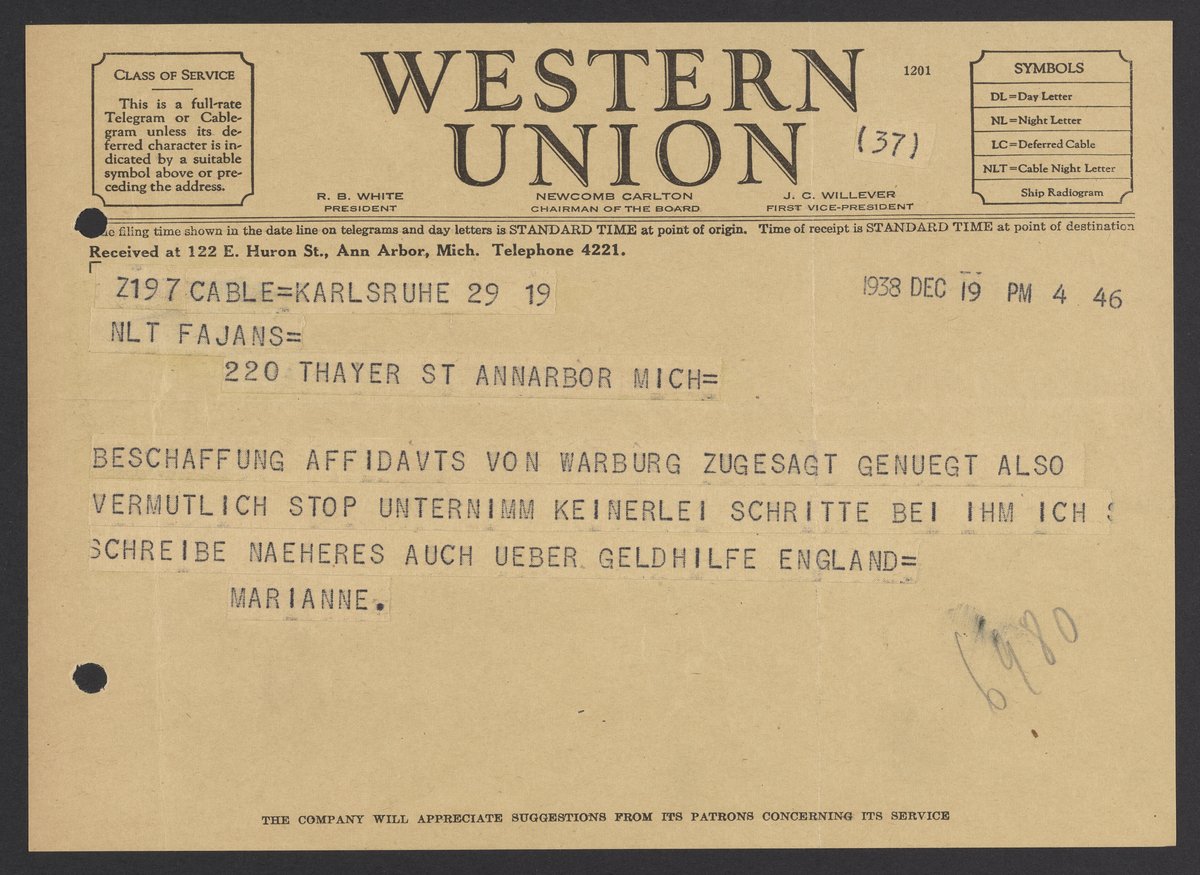 CLASS OF SERVICE
This is a full-rate
Telegram or Cable-
gram unless its de-
ferred character is in-
dicated by a suitable
symbol above or pre-
ceding the address.
WESTERN
UNION
1201
(37)
SYMBOLS
DL=Day Letter
NL=Night Letter
LC=Deferred Cable
NLT=Cable Night Letter
Ship Radiogram
R. B. WHITE
PRESIDENT
NEWCOMB CARLTON
CHAIRMAN OF THE BOARD
J. C. WILLEVER
FIRST VICE-PRESIDENT
filing time shown in the date line on telegrams and day letters is STANDARD TIME at point of origin. Time of receipt is STANDARD TIME at point of destination
Received at 122 E. Huron St., Ann Arbor, Mich. Telephone 4221.
Z197 CABLE=KARLSRUHE 29 19
1938 DEC 19 PM 4 46
NLT FAJANS=
220 THAYER ST ANNARBOR MICH=
BESCHAFFUNG AFFIDAVTS VON WARBURG ZUGESAGT GENUEGT ALSO
VERMUTLICH STOP UNTERNIMM KEINERLEI SCHRITTE BEI IHM ICH
SCHREIBE NAEHERES AUCH UEBER GELDHILFE ENGLAND=
MARIANNE.
6980
THE COMPANY WILL APPRECIATE SUGGESTIONS FROM ITS PATRONS CONCERNING ITS SERVICE